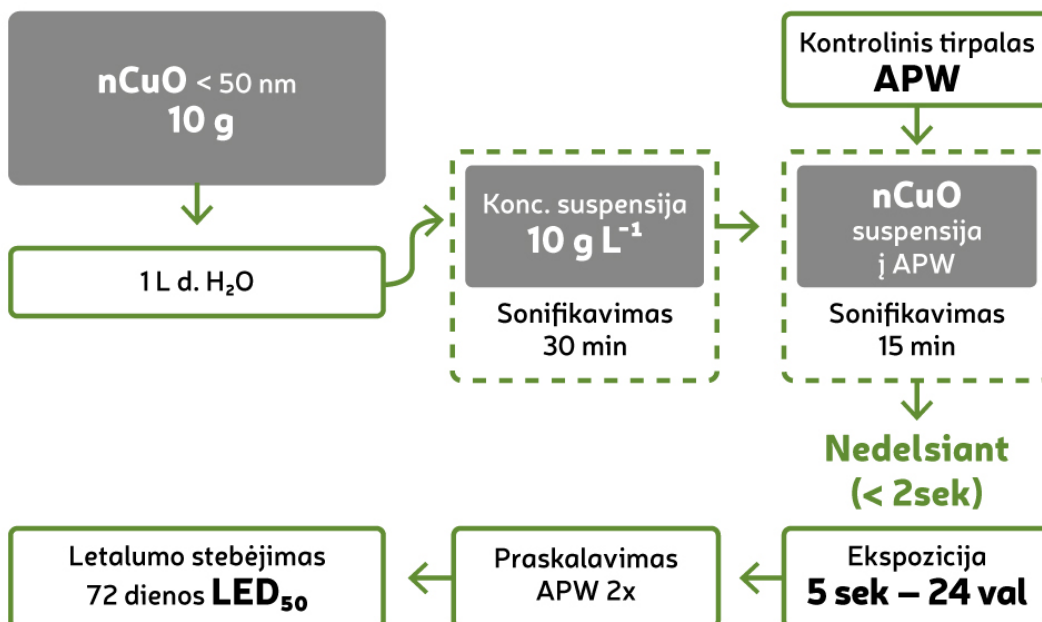 nCuO < 50 nm
10 g
1 L d. H₂O
Konc. suspensija
10 g L⁻¹
Sonifikavimas
30 min
Kontrolinis tirpalas
APW
nCuO
suspensija
į APW
Sonifikavimas
15 min
Nedelsiant
(< 2sek)
Ekspozicija
5 sek – 24 val
Praskalavimas
APW 2x
Letalumo stebėjimas
72 dienos LED₅₀